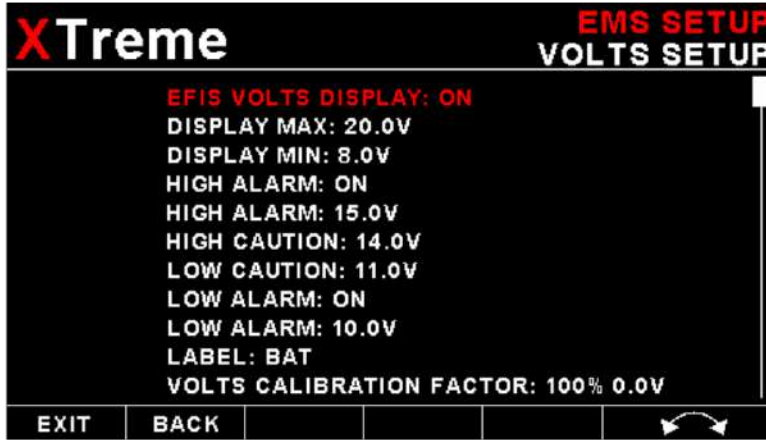 XTreme
EMS SETUP
VOLTS SETUP
EFIS VOLTS DISPLAY: ON
DISPLAY MAX: 20.0V
DISPLAY MIN: 8.0V
HIGH ALARM: ON
HIGH ALARM: 15.0V
HIGH CAUTION: 14.0V
LOW CAUTION: 11.0V
LOW ALARM: ON
LOW ALARM: 10.0V
LABEL: BAT
VOLTS CALIBRATION FACTOR: 100% 0.0V
EXIT BACK